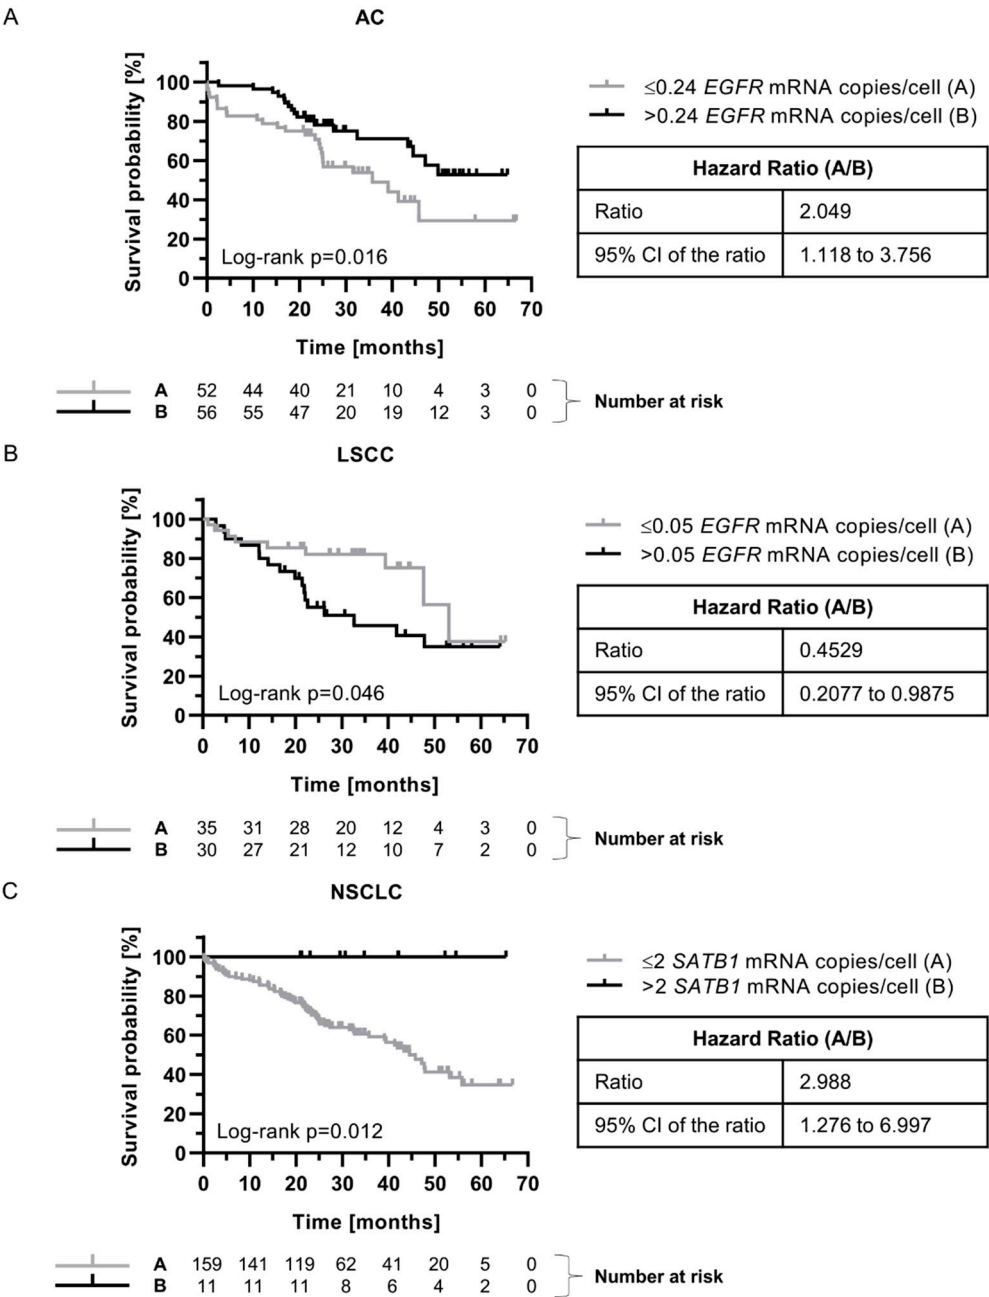 A
AC
Survival probability [%]
100
80
60
40
20
0
Log-rank p=0.016
0 10 20 30 40 50 60 70
Time [months]
≤0.24 EGFR mRNA copies/cell (A)
>0.24 EGFR mRNA copies/cell (B)
Hazard Ratio (A/B)
Ratio 2.049
95% CI of the ratio 1.118 to 3.756
A 52 44 40 21 10 4 3 0
B 56 55 47 20 19 12 3 0
Number at risk
B
LSCC
Survival probability [%]
100
80
60
40
20
0
Log-rank p=0.046
0 10 20 30 40 50 60 70
Time [months]
≤0.05 EGFR mRNA copies/cell (A)
>0.05 EGFR mRNA copies/cell (B)
Hazard Ratio (A/B)
Ratio 0.4529
95% CI of the ratio 0.2077 to 0.9875
A 35 31 28 20 12 4 3 0
B 30 27 21 12 10 7 2 0
Number at risk
C
NSCLC
Survival probability [%]
100
80
60
40
20
0
Log-rank p=0.012
0 10 20 30 40 50 60 70
Time [months]
≤2 SATB1 mRNA copies/cell (A)
>2 SATB1 mRNA copies/cell (B)
Hazard Ratio (A/B)
Ratio 2.988
95% CI of the ratio 1.276 to 6.997
A 159 141 119 62 41 20 5 0
B 11 11 11 8 6 4 2 0
Number at risk